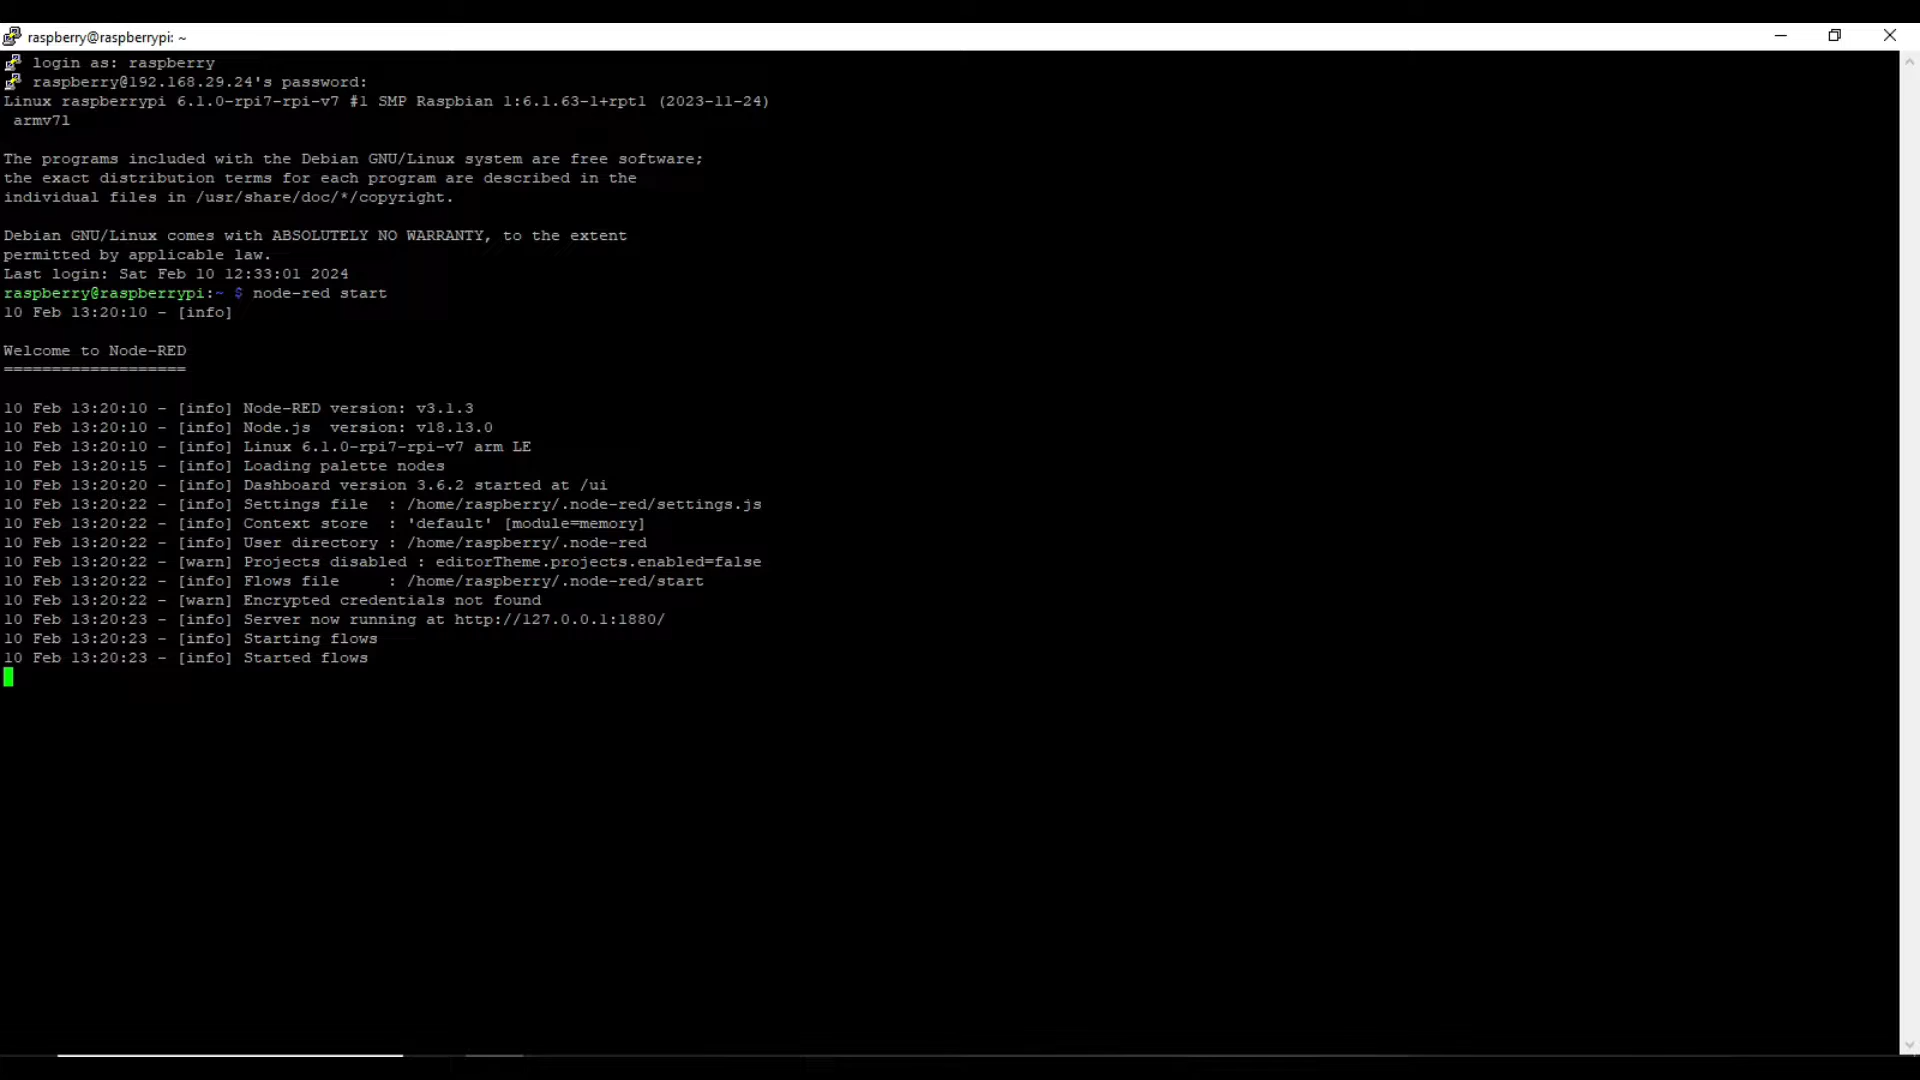 raspberry@raspberrypi: ~
login as: raspberry
raspberry@192.168.29.24's password:
Linux raspberrypi 6.1.0-rpi7-rpi-v7 #1 SMP Raspbian 1:6.1.63-1+rpt1 (2023-11-24)
armv7l
The programs included with the Debian GNU/Linux system are free software;
the exact distribution terms for each program are described in the
individual files in /usr/share/doc/*/copyright.
Debian GNU/Linux comes with ABSOLUTELY NO WARRANTY, to the extent
permitted by applicable law.
Last login: Sat Feb 10 12:33:01 2024
raspberry@raspberrypi:~ $ node-red start
10 Feb 13:20:10 - [info]
Welcome to Node-RED
===================
10 Feb 13:20:10 - [info] Node-RED version: v3.1.3
10 Feb 13:20:10 - [info] Node.js  version: v18.13.0
10 Feb 13:20:10 - [info] Linux 6.1.0-rpi7-rpi-v7 arm LE
10 Feb 13:20:15 - [info] Loading palette nodes
10 Feb 13:20:20 - [info] Dashboard version 3.6.2 started at /ui
10 Feb 13:20:22 - [info] Settings file  : /home/raspberry/.node-red/settings.js
10 Feb 13:20:22 - [info] Context store  : 'default' [module=memory]
10 Feb 13:20:22 - [info] User directory : /home/raspberry/.node-red
10 Feb 13:20:22 - [warn] Projects disabled : editorTheme.projects.enabled=false
10 Feb 13:20:22 - [info] Flows file     : /home/raspberry/.node-red/start
10 Feb 13:20:22 - [warn] Encrypted credentials not found
10 Feb 13:20:23 - [info] Server now running at http://127.0.0.1:1880/
10 Feb 13:20:23 - [info] Starting flows
10 Feb 13:20:23 - [info] Started flows